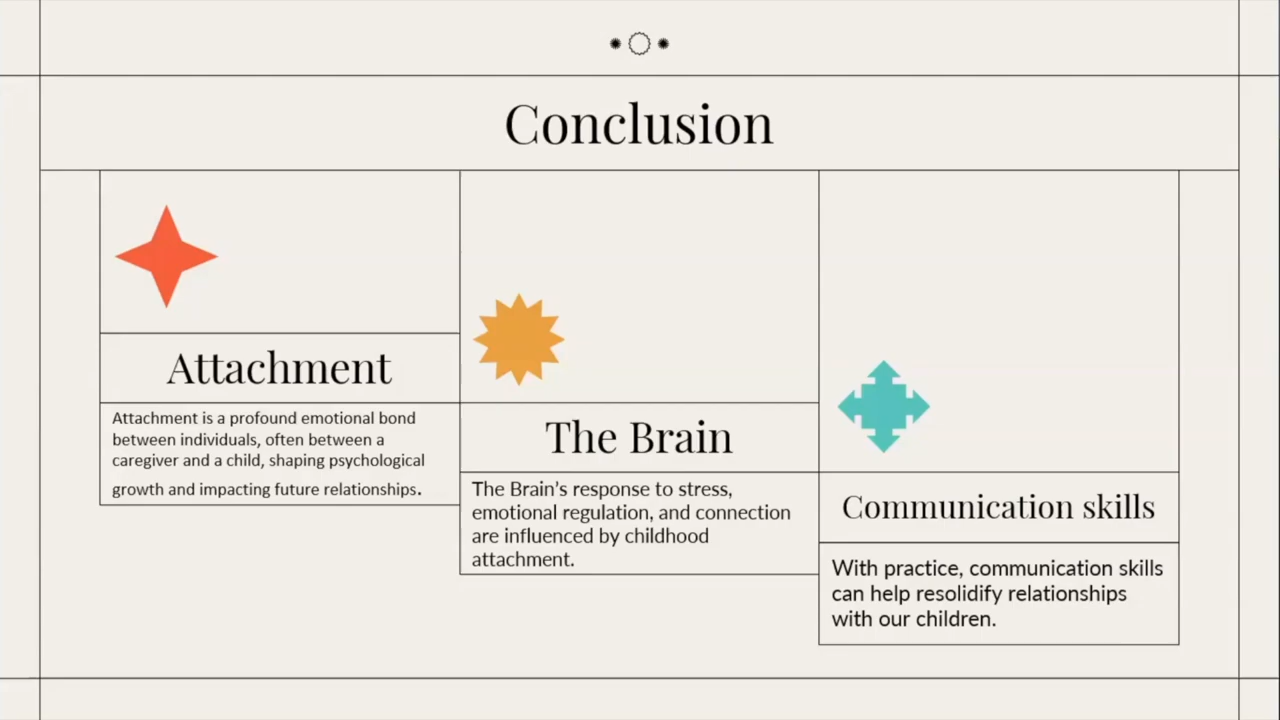 Conclusion
Attachment
Attachment is a profound emotional bond
between individuals, often between a
caregiver and a child, shaping psychological
growth and impacting future relationships.
The Brain
The Brain’s response to stress,
emotional regulation, and connection
are influenced by childhood
attachment.
Communication skills
With practice, communication skills
can help resolidify relationships
with our children.